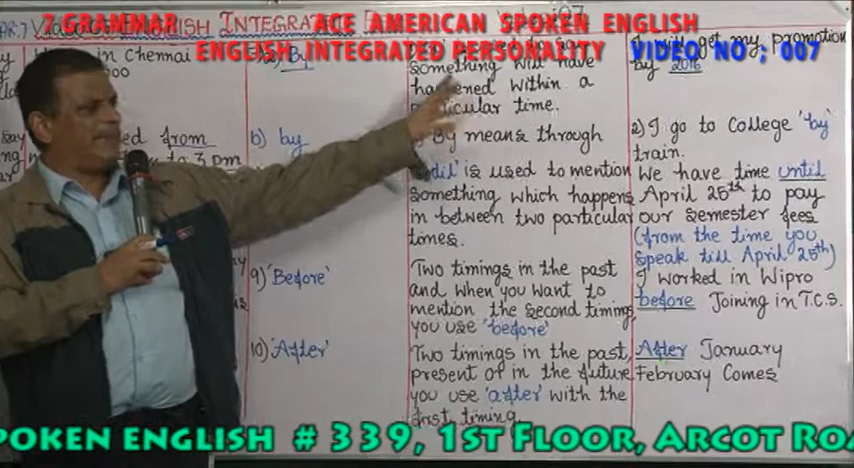 7 GRAMMAR
ACE AMERICAN SPOKEN ENGLISH
ENGLISH INTEGRATED PERSONALITY VIDEO NO ; 007
in Chennai
By
b) by
from
to 3 pm
9) 'Before'
10) 'After'
something will have
happened within a
particular time.
By means through
is used to mention
something which happens
in between two particular
times.
Two timings in the past
and when you want to
mention the second timing,
you use 'before'
Two timings in the past,
present or in the future
you use 'after' with the
first timing.
get my promotion
by 2016
2) I go to College 'by'
train.
We have time until
April 25th to pay
our semester fees
(from the time you
speak till April 25th)
I worked in Wipro
before Joining in T.C.S.
After January
February Comes
POKEN ENGLISH # 339, 1ST FLOOR, ARCOT ROA